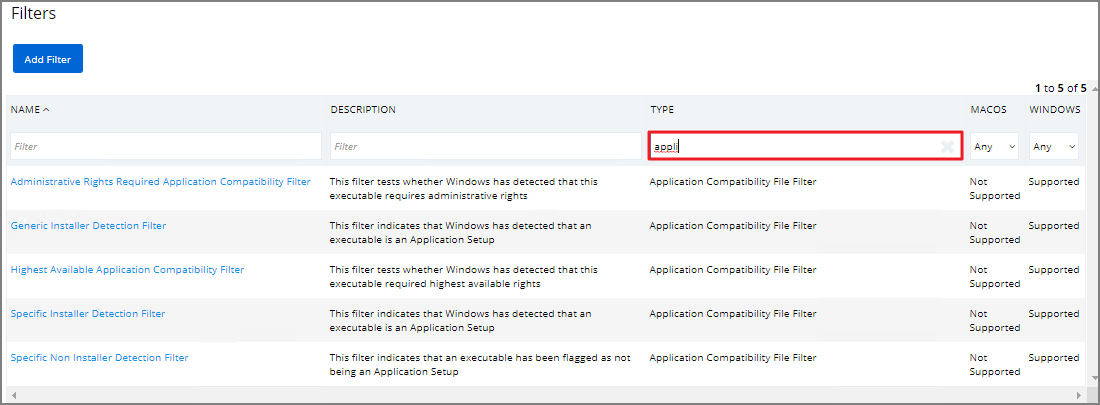 Filters
Add Filter
1 to 5 of 5
NAME DESCRIPTION TYPE MACOS WINDOWS
Filter Filter appli Any Any
Administrative Rights Required Application Compatibility Filter This filter tests whether Windows has detected that this Application Compatibility File Filter Not Supported
executable requires administrative rights Supported
Generic Installer Detection Filter This filter indicates that Windows has detected that an Application Compatibility File Filter Not Supported
executable is an Application Setup Supported
Highest Available Application Compatibility Filter This filter tests whether Windows has detected that this Application Compatibility File Filter Not Supported
executable required highest available rights Supported
Specific Installer Detection Filter This filter indicates that Windows has detected that an Application Compatibility File Filter Not Supported
executable is an Application Setup Supported
Specific Non Installer Detection Filter This filter indicates that an executable has been flagged as not Application Compatibility File Filter Not Supported
being an Application Setup Supported